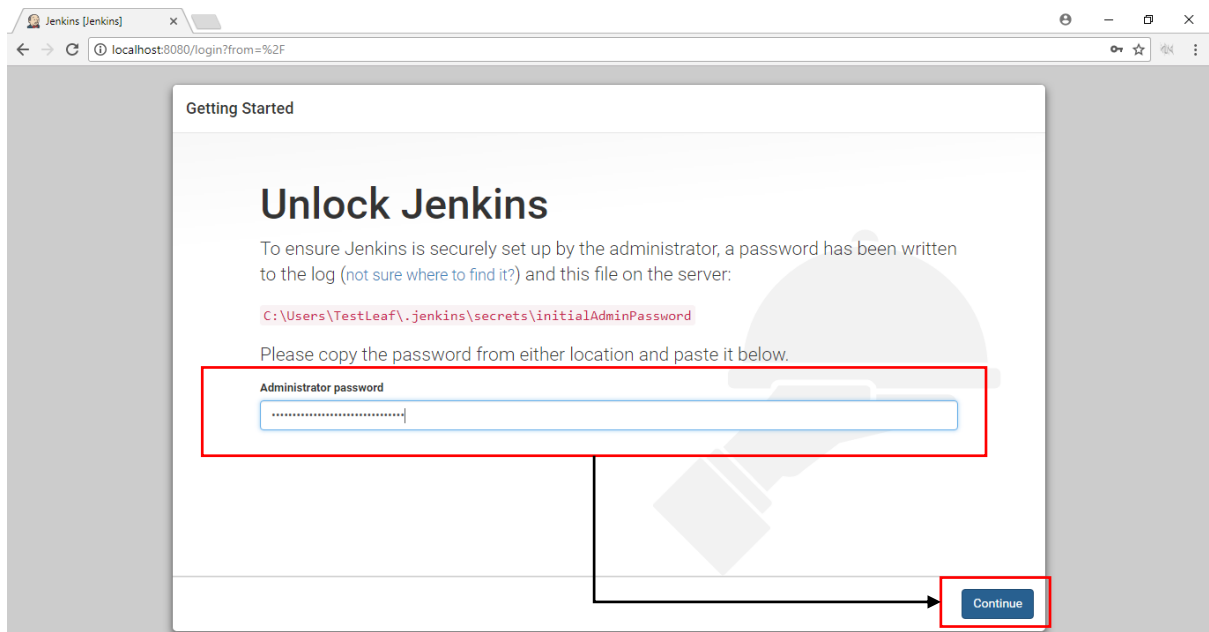 Jenkins [Jenkins]
localhost:8080/login?from=%2F
Getting Started
Unlock Jenkins
To ensure Jenkins is securely set up by the administrator, a password has been written
to the log (not sure where to find it?) and this file on the server:
C:\Users\TestLeaf\.jenkins\secrets\initialAdminPassword
Please copy the password from either location and paste it below.
Administrator password
Continue